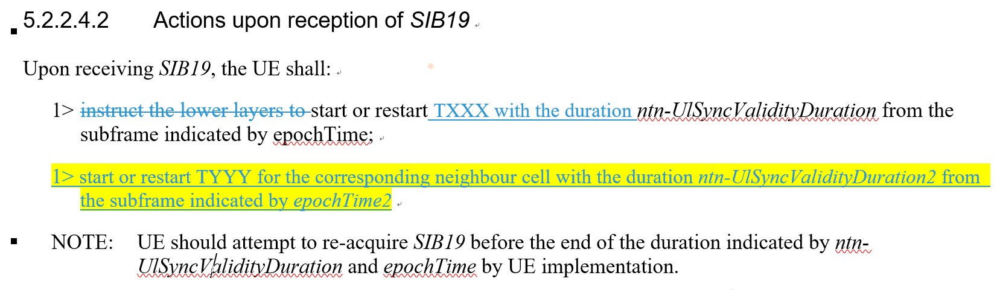 5.2.2.4.2 Actions upon reception of SIB19
Upon receiving SIB19, the UE shall:
1> instruct the lower layers to start or restart TXXX with the duration ntn-UlSyncValidityDuration from the
subframe indicated by epochTime;
1> start or restart TYYY for the corresponding neighbour cell with the duration ntn-UlSyncValidityDuration2 from
the subframe indicated by epochTime2
NOTE: UE should attempt to re-acquire SIB19 before the end of the duration indicated by ntn-
UlSyncValidityDuration and epochTime by UE implementation.